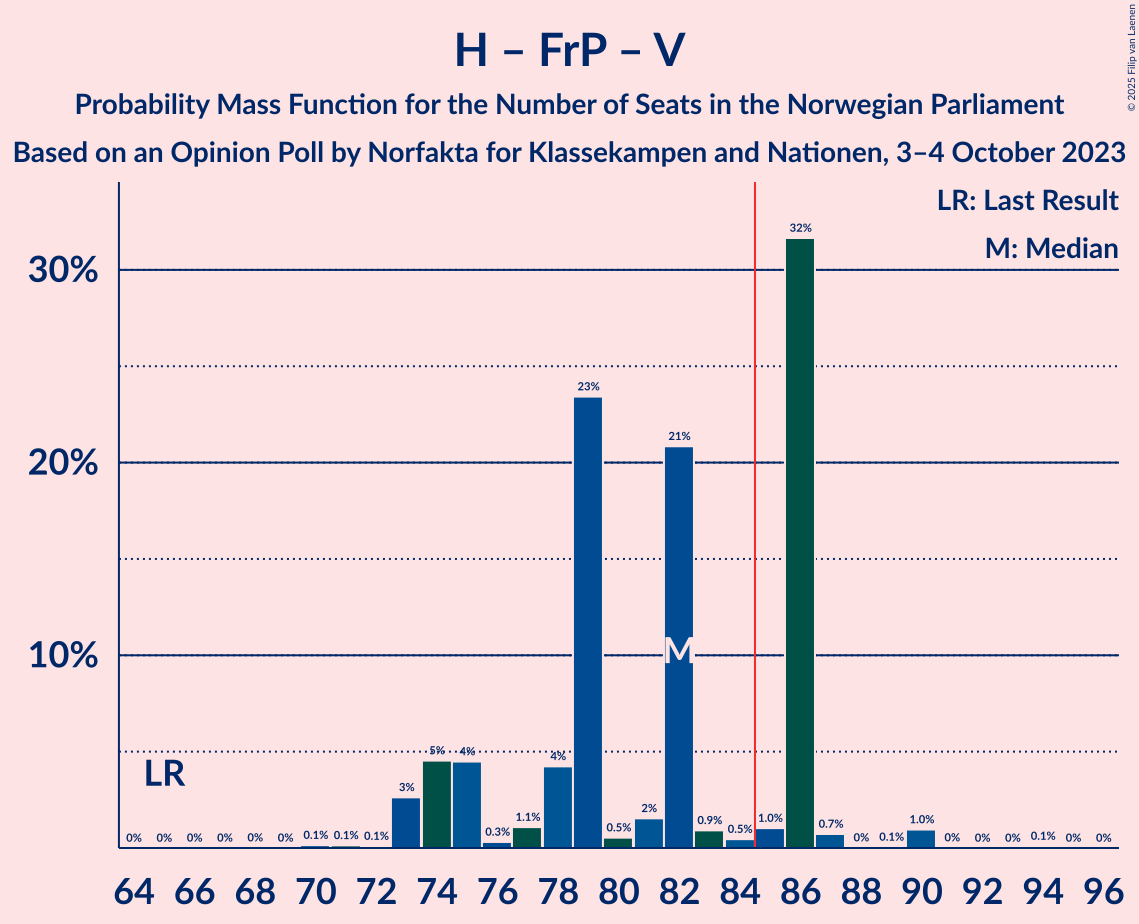 H – FrP – V
Probability Mass Function for the Number of Seats in the Norwegian Parliament
Based on an Opinion Poll by Norfakta for Klassekampen and Nationen, 3–4 October 2023
© 2025 Filip van Laenen
LR: Last Result
M: Median
30%
20%
10%
LR
M
0% 0% 0% 0% 0% 0% 0.1% 0.1% 0.1% 3% 5% 4% 0.3% 1.1% 4% 23% 0.5% 2% 21% 0.9% 0.5% 1.0% 32% 0.7% 0% 0.1% 1.0% 0% 0% 0% 0.1% 0% 0%
64 66 68 70 72 74 76 78 80 82 84 86 88 90 92 94 96